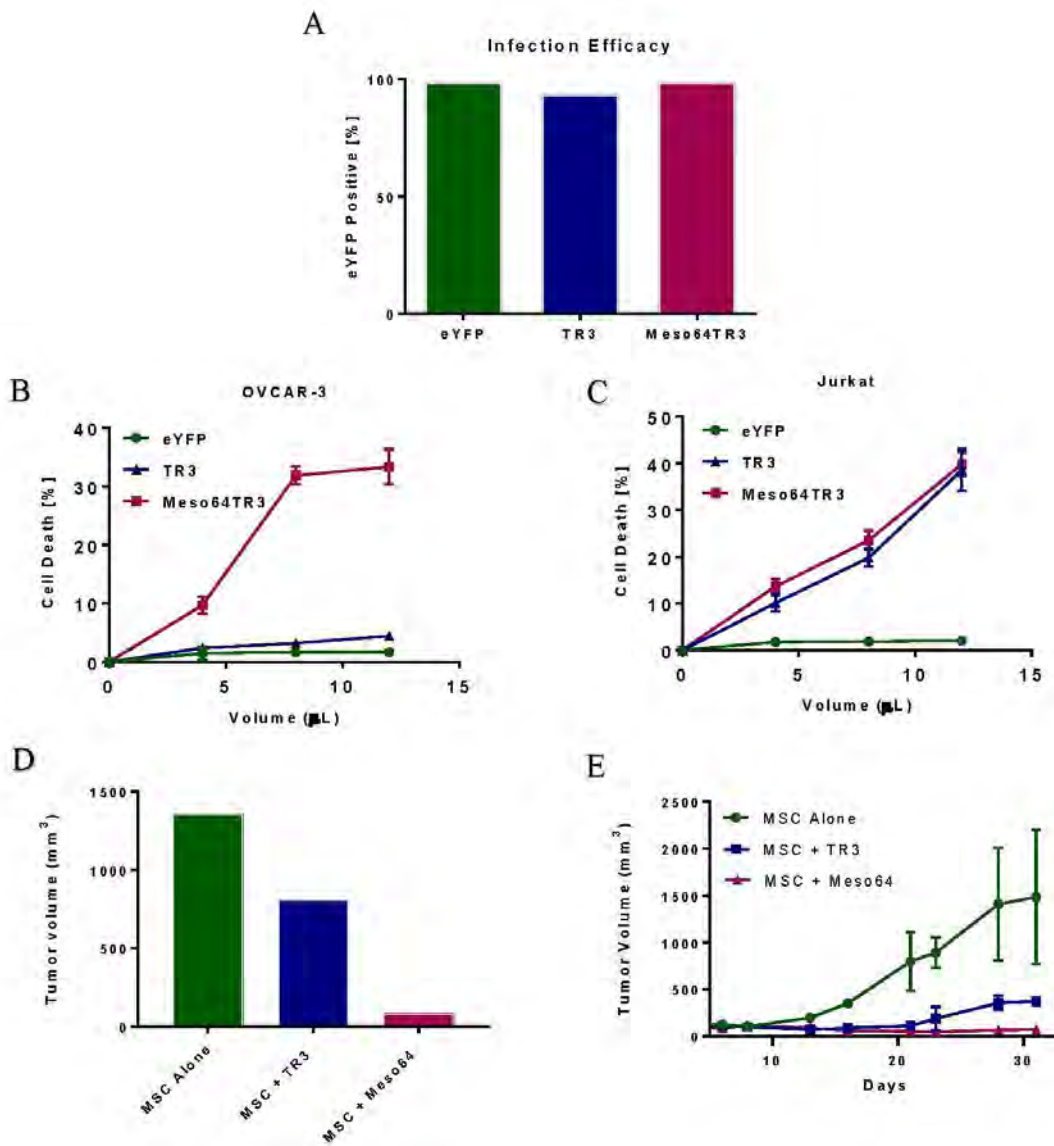 A
Infection Efficacy
eYFP Positive [%]
100
50
0
eYFP TR3 Meso64TR3
B
OVCAR-3
Cell Death [%]
40
30
20
10
0
eYFP
TR3
Meso64TR3
0 5 10 15
Volume (µL)
C
Jurkat
Cell Death [%]
50
40
30
20
10
0
eYFP
TR3
Meso64TR3
0 5 10 15
Volume (µL)
D
Tumor volume (mm³)
1500
1000
500
0
MSC Alone
MSC + TR3
MSC + Meso64
E
Tumor Volume (mm³)
2500
2000
1500
1000
500
0
MSC Alone
MSC + TR3
MSC + Meso64
10 20 30
Days